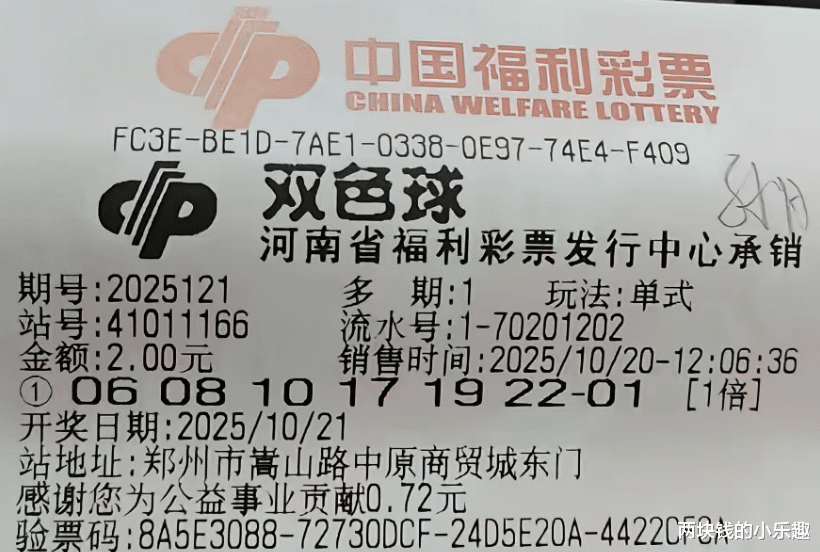 中国福利彩票
CHINA WELFARE LOTTERY
FC3E-BE1D-7AE1-0338-0E97-74E4-F409
双色球
河南省福利彩票发行中心承销
期号:2025121 多 期:1 玩法:单式
站号:41011166 流水号:1-70201202
金额:2.00元 销售时间:2025/10/20-12:06:36
① 06 08 10 17 19 22-01 [1倍]
开奖日期:2025/10/21
站地址:郑州市嵩山路中原商贸城东门
感谢您为公益事业贡献0.72元
验票码:8A5E3088-72730DCF-24D5E20A-4422CF0A
两块钱的小乐趣